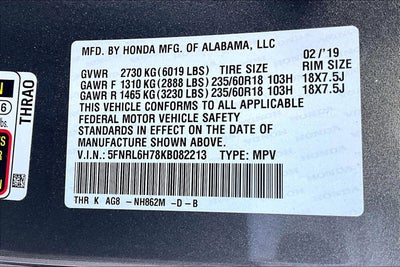 MFD. BY HONDA MFG. OF ALABAMA, LLC
02 / '19
GVWR 2730 KG (6019 LBS) TIRE SIZE RIM SIZE
GAWR F 1310 KG (2888 LBS) 235/60R18 103H 18X7.5J
GAWR R 1465 KG (3230 LBS) 235/60R18 103H 18X7.5J
THIS VEHICLE CONFORMS TO ALL APPLICABLE
FEDERAL MOTOR VEHICLE SAFETY
STANDARDS IN EFFECT ON THE DATE OF
MANUFACTURE SHOWN ABOVE.
V.I.N.: 5FNRL6H78KB082213 TYPE: MPV
THR K AG8 - NH862M - D - B
THRA0
6
lbs.